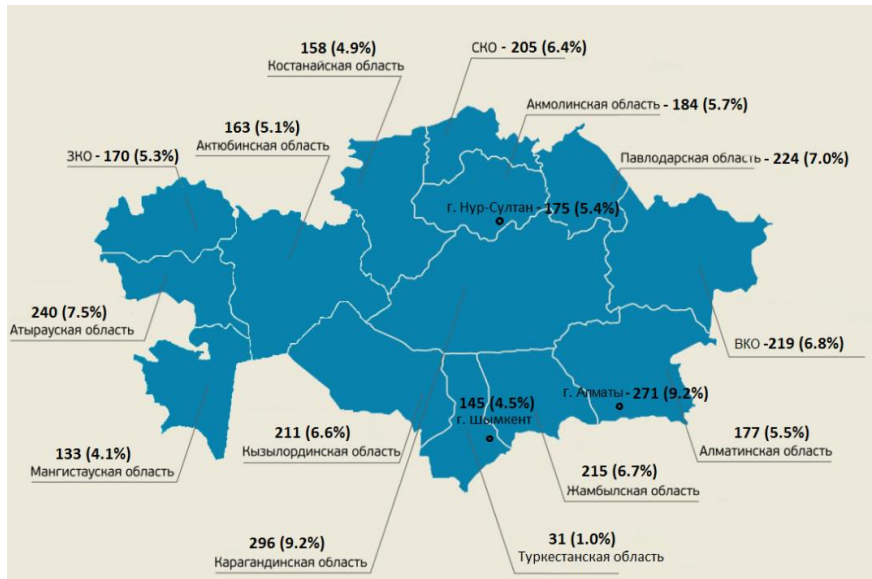 158 (4.9%)
Костанайская область
СКО - 205 (6.4%)
Акмолинская область - 184 (5.7%)
163 (5.1%)
Актюбинская область
ЗКО - 170 (5.3%)
Павлодарская область- 224 (7.0%)
г. Нур-Султан - 175 (5.4%)
240 (7.5%)
Атырауская область
ВКО -219 (6.8%)
г. Алматы - 271 (9.2%)
145 (4.5%)
г. Шымкент
177 (5.5%)
Алматинская область
211 (6.6%)
Кызылординская область
133 (4.1%)
Мангистауская область
215 (6.7%)
Жамбылская область
31 (1.0%)
Туркестанская область
296 (9.2%)
Карагандинская область